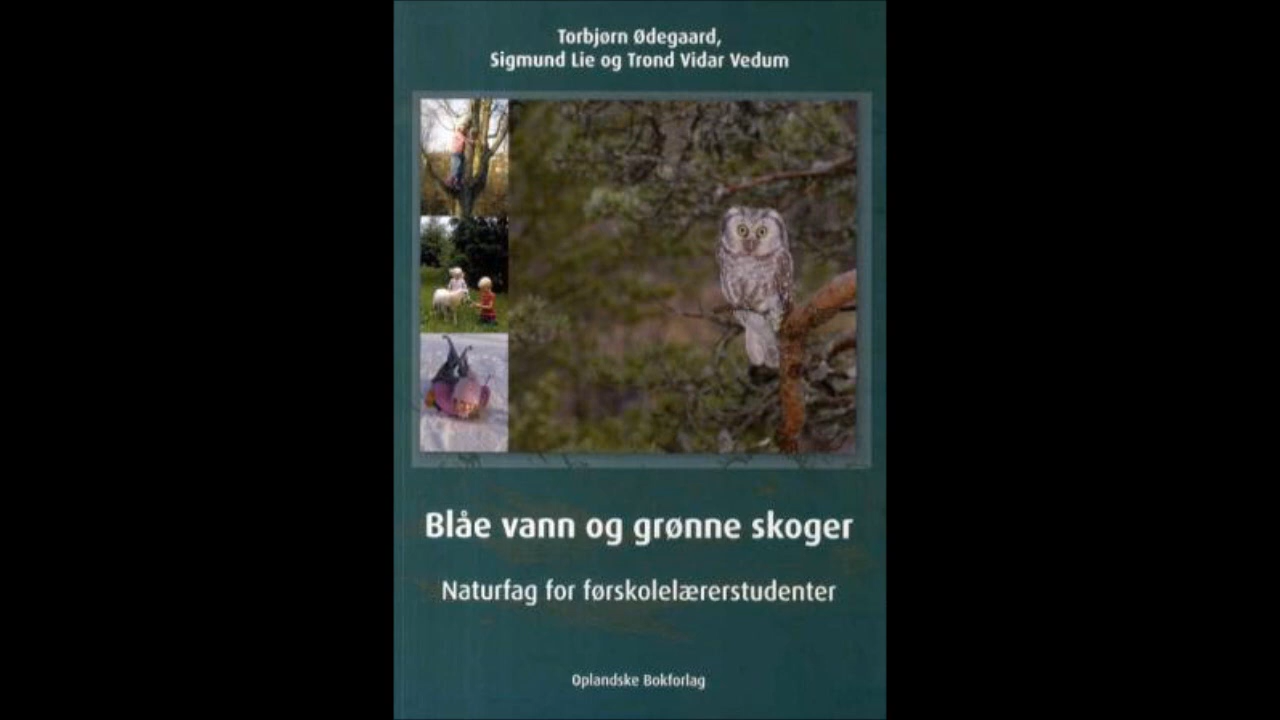 Torbjørn Ødegaard,
Sigmund Lie og Trond Vidar Vedum
Blåe vann og grønne skoger
Naturfag for førskolelærerstudenter
Oplandske Bokforlag